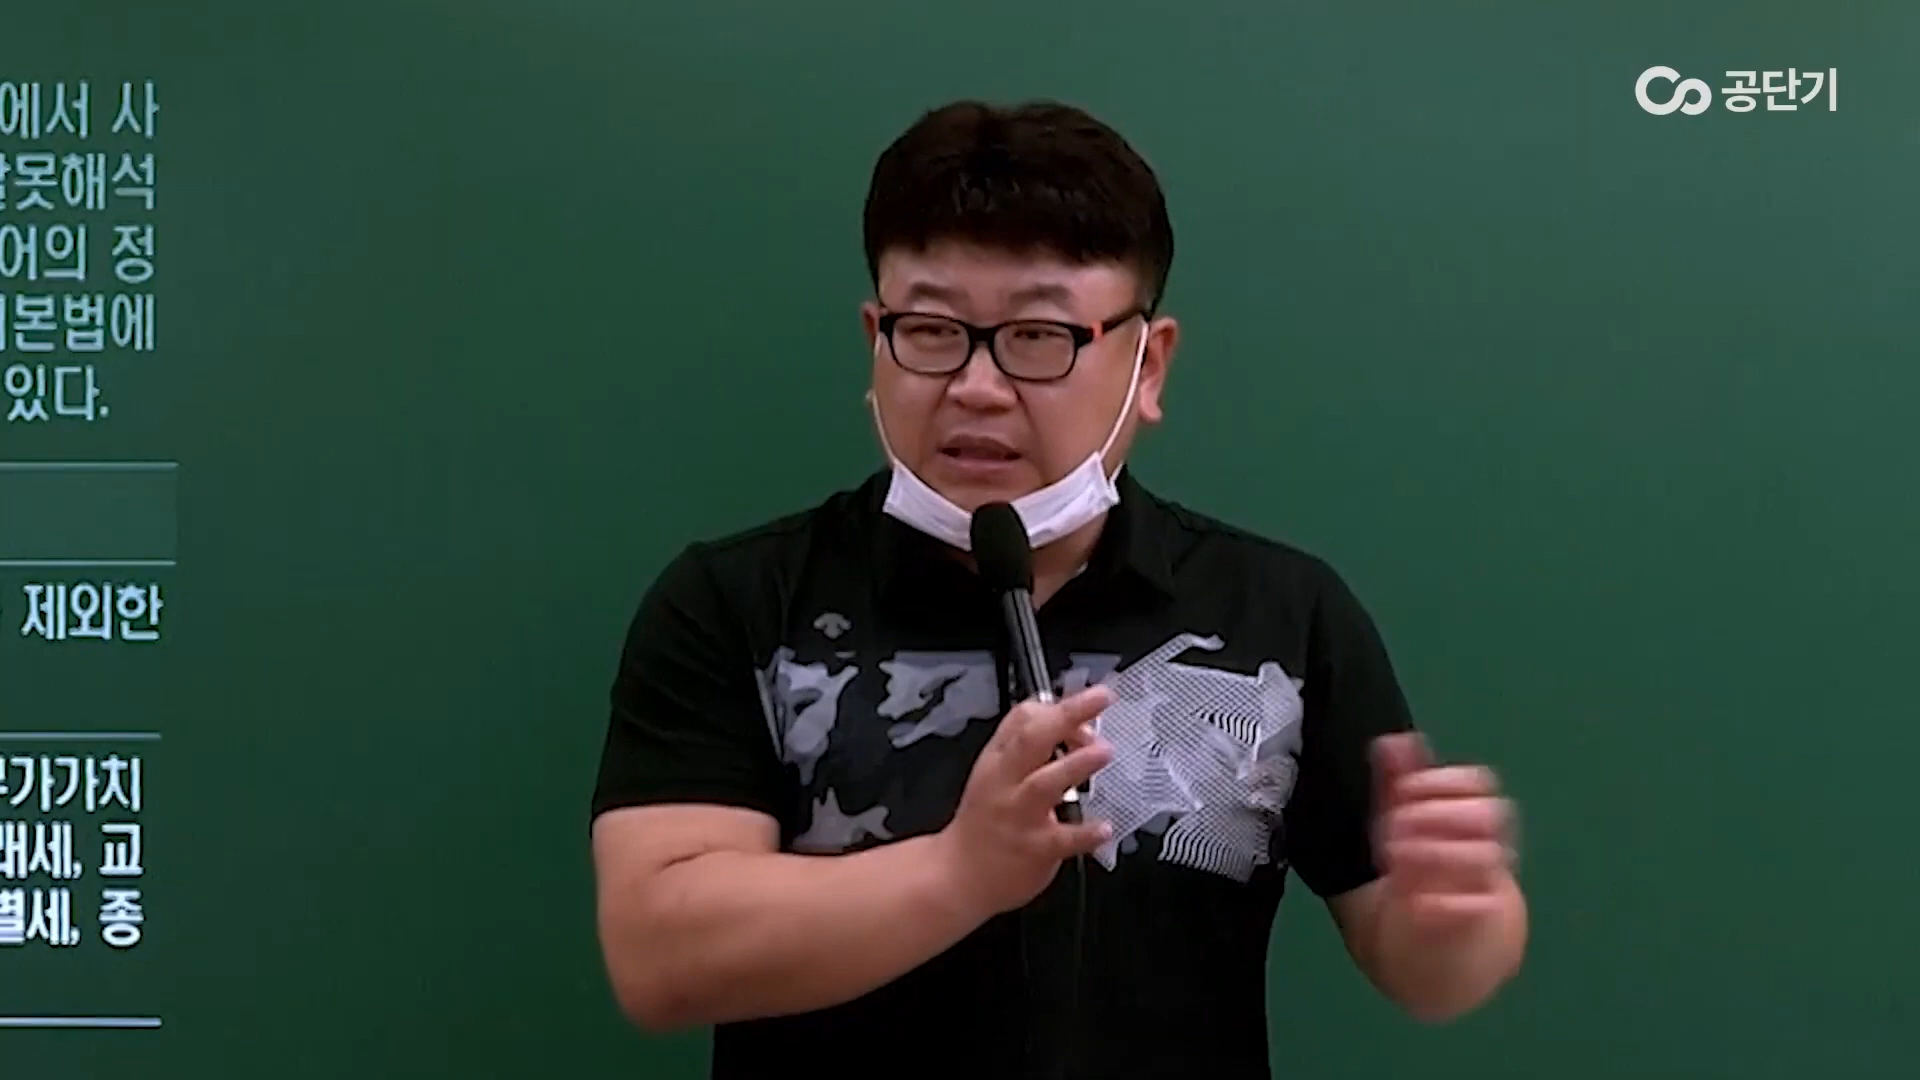 에서 사
못해석
어의 정
본법에
있다.
제외한
가가치
래세, 교
별세, 종
공단기